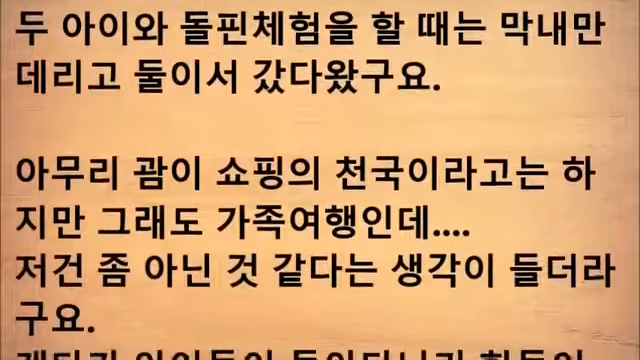 두 아이와 돌핀체험을 할 때는 막내만
데리고 둘이서 갔다왔구요.
아무리 괌이 쇼핑의 천국이라고는 하
지만 그래도 가족여행인데....
저건 좀 아닌 것 같다는 생각이 들더라
구요.